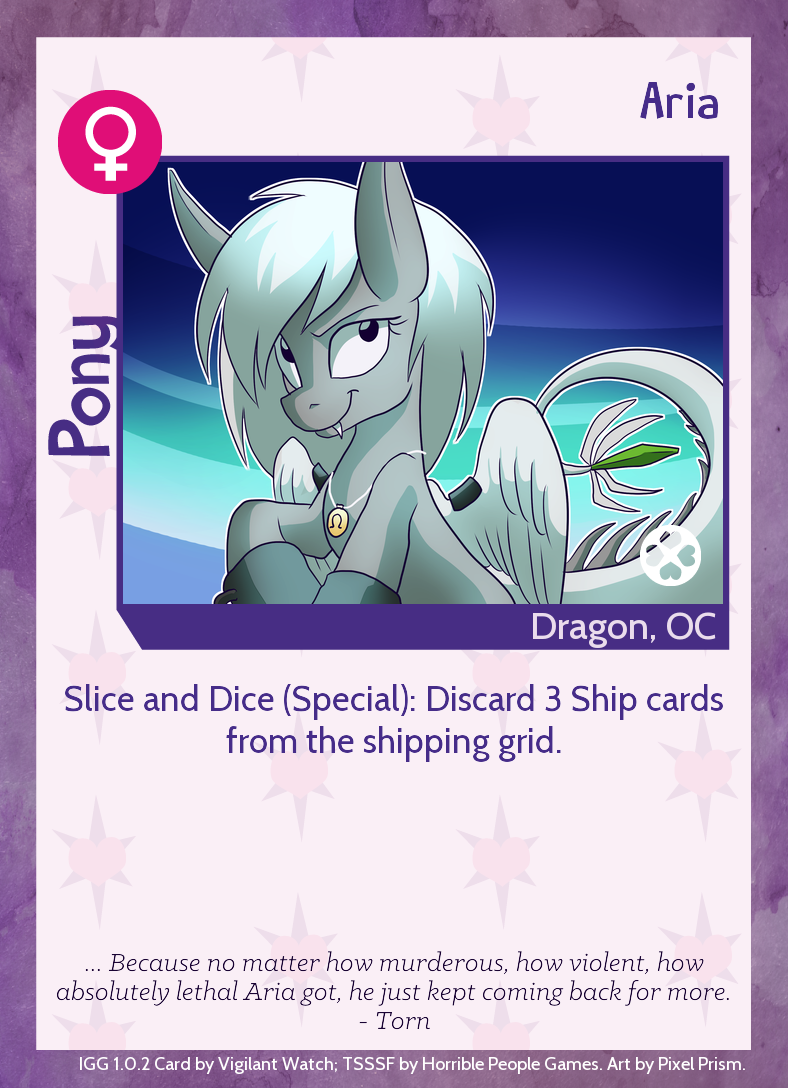 Aria
Pony
Ω
Dragon, OC
Slice and Dice (Special): Discard 3 Ship cards
from the shipping grid.
... Because no matter how murderous, how violent, how
absolutely lethal Aria got, he just kept coming back for more.
- Torn
IGG 1.0.2 Card by Vigilant Watch; TSSSF by Horrible People Games. Art by Pixel Prism.